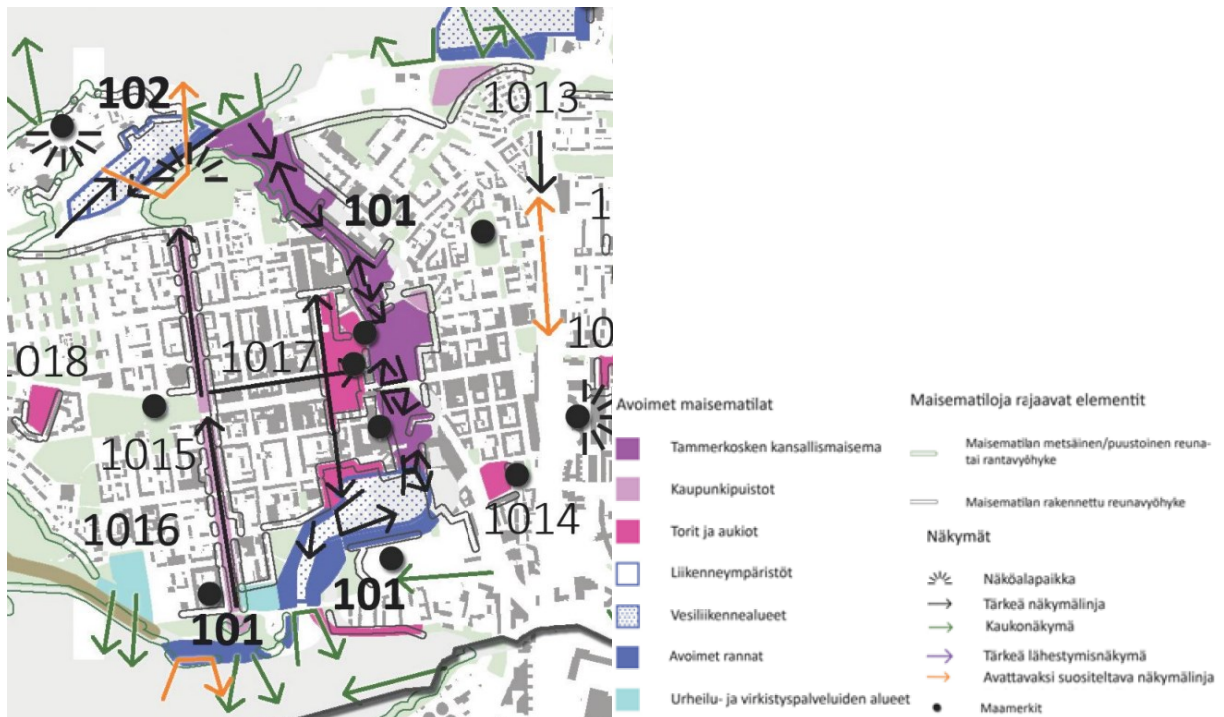 102
1013
101
1
1017
10
1018
1015
1014
1016
101
101
Avoimet maisematilat
Tammerkosken kansallismaisema
Kaupunkipuistot
Torit ja aukiot
Liikenneympäristöt
Vesiliikennealueet
Avoimet rannat
Urheilu- ja virkistyspalveluiden alueet
Maisematiloja rajaavat elementit
Maisematilan metsäinen/puustoinen reuna-
tai rantavyöhyke
Maisematilan rakennettu reunavyöhyke
Näkymät
Näköalapaikka
Tärkeä näkymälinja
Kaukonäkymä
Tärkeä lähestymisnäkymä
Avattavaksi suositeltava näkymälinja
Maamerkit